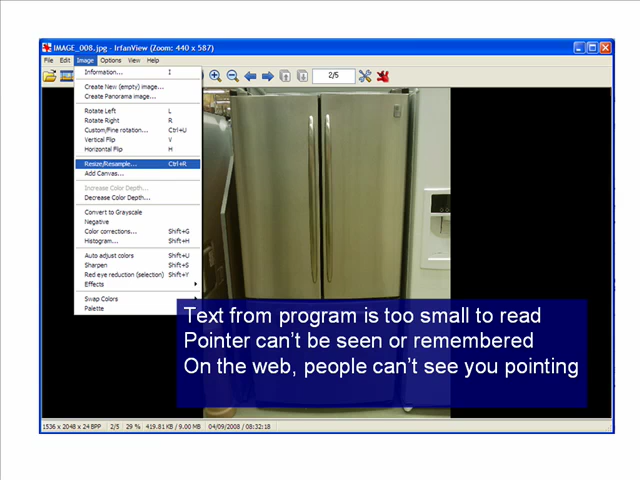 IMAGE_008.jpg - IrfanView (Zoom: 440 x 587)
File Edit Image Options View Help
2/5
Information... I
Create New (empty) image...
Create Panorama image...
Rotate Left L
Rotate Right R
Custom/Fine rotation... Ctrl+U
Vertical Flip V
Horizontal Flip H
Resize/Resample... Ctrl+R
Add Canvas...
Increase Color Depth...
Decrease Color Depth...
Convert to Grayscale
Negative
Color corrections... Shift+G
Histogram... Shift+H
Auto adjust colors Shift+U
Sharpen Shift+S
Red eye reduction (selection) Shift+Y
Effects
Swap Colors
Palette
Text from program is too small to read
Pointer can't be seen or remembered
On the web, people can't see you pointing
1536 x 2048 x 24 BPP 2/5 29 % 419.81 KB / 9.00 MB 04/09/2008 / 08:32:18